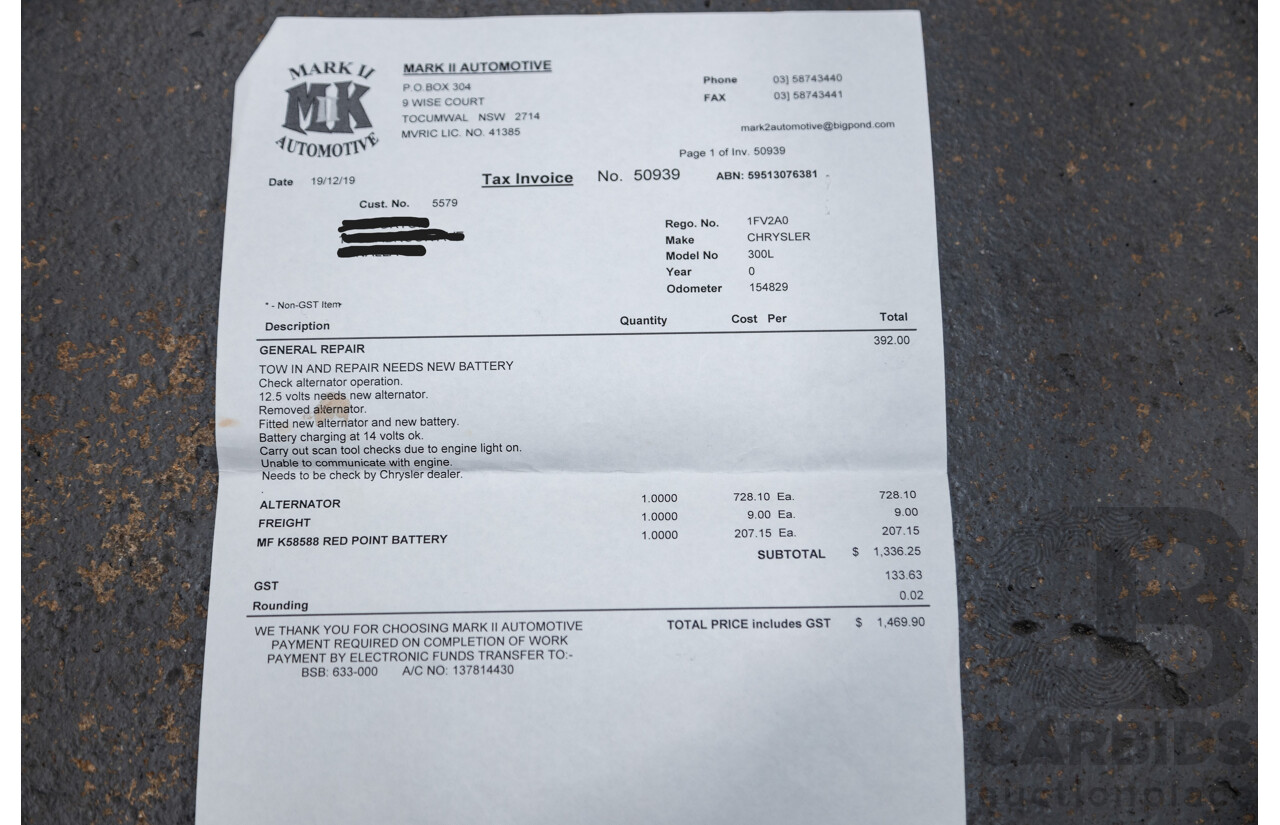 MARK II
MK
AUTOMOTIVE
MARK II AUTOMOTIVE
P.O.BOX 304
9 WISE COURT
TOCUMWAL NSW 2714
MVRIC LIC. NO. 41385
Phone 03] 58743440
FAX 03] 58743441
mark2automotive@bigpond.com
Page 1 of Inv. 50939
Date 19/12/19 Tax Invoice No. 50939 ABN: 59513076381
Cust. No. 5579
Rego. No. 1FV2A0
Make CHRYSLER
Model No 300L
Year 0
Odometer 154829
* - Non-GST Item
Description Quantity Cost Per Total
GENERAL REPAIR 392.00
TOW IN AND REPAIR NEEDS NEW BATTERY
Check alternator operation.
12.5 volts needs new alternator.
Removed alternator.
Fitted new alternator and new battery.
Battery charging at 14 volts ok.
Carry out scan tool checks due to engine light on.
Unable to communicate with engine.
Needs to be check by Chrysler dealer.
ALTERNATOR 1.0000 728.10 Ea. 728.10
FREIGHT 1.0000 9.00 Ea. 9.00
MF K58588 RED POINT BATTERY 1.0000 207.15 Ea. 207.15
SUBTOTAL $ 1,336.25
GST 133.63
Rounding 0.02
WE THANK YOU FOR CHOOSING MARK II AUTOMOTIVE TOTAL PRICE includes GST $ 1,469.90
PAYMENT REQUIRED ON COMPLETION OF WORK
PAYMENT BY ELECTRONIC FUNDS TRANSFER TO:-
BSB: 633-000 A/C NO: 137814430
CARBIDS
auctionplace